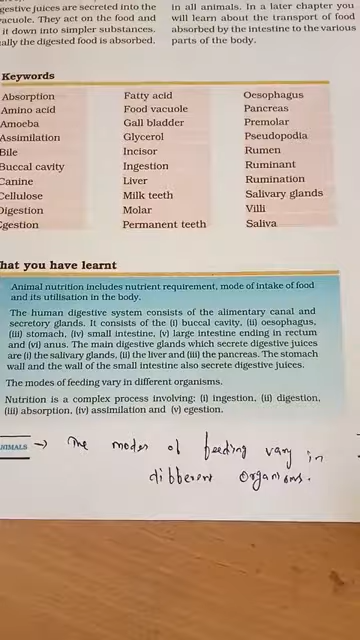 gestive juices are secreted into the
vacuole. They act on the food and
it down into simpler substances.
ally the digested food is absorbed.
in all animals. In a later chapter you
will learn about the transport of food
absorbed by the intestine to the various
parts of the body.
Keywords
Absorption
Amino acid
Amoeba
Assimilation
Bile
Buccal cavity
Canine
Cellulose
Digestion
Egestion
Fatty acid
Food vacuole
Gall bladder
Glycerol
Incisor
Ingestion
Liver
Milk teeth
Molar
Permanent teeth
Oesophagus
Pancreas
Premolar
Pseudopodia
Rumen
Ruminant
Rumination
Salivary glands
Villi
Saliva
hat you have learnt
Animal nutrition includes nutrient requirement, mode of intake of food
and its utilisation in the body.
The human digestive system consists of the alimentary canal and
secretory glands. It consists of the (i) buccal cavity, (ii) oesophagus,
(iii) stomach, (iv) small intestine, (v) large intestine ending in rectum
and (vi) anus. The main digestive glands which secrete digestive juices
are (i) the salivary glands, (ii) the liver and (iii) the pancreas. The stomach
wall and the wall of the small intestine also secrete digestive juices.
The modes of feeding vary in different organisms.
Nutrition is a complex process involving: (i) ingestion, (ii) digestion,
(iii) absorption, (iv) assimilation and (v) egestion.
NIMALS → The modes of feeding vary in
different organisms.